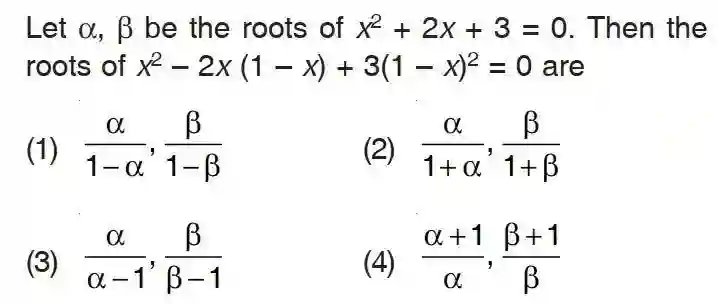 Let α, β be the roots of x² + 2x + 3 = 0. Then the
roots of x² – 2x (1 – x) + 3(1 – x)² = 0 are
(1) α/(1–α), β/(1–β) (2) α/(1+α), β/(1+β)
(3) α/(α–1), β/(β–1) (4) (α+1)/α, (β+1)/β